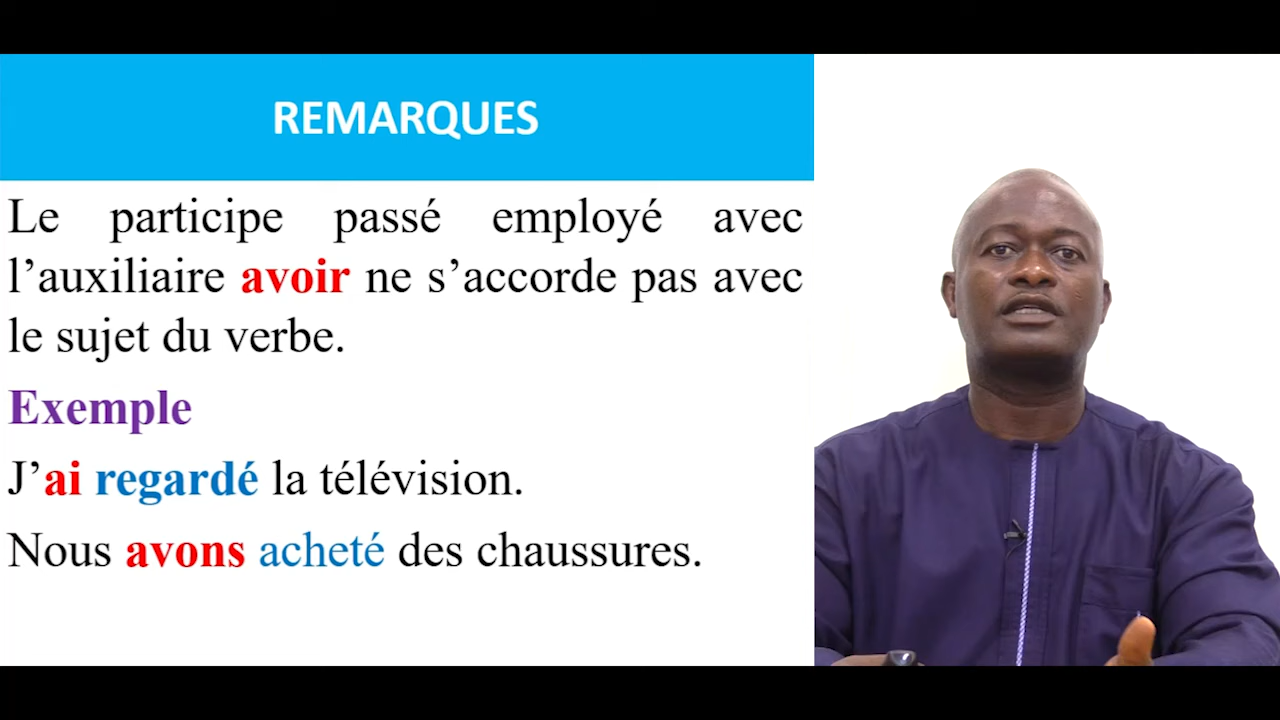 REMARQUES
Le participe passé employé avec
l’auxiliaire avoir ne s’accorde pas avec
le sujet du verbe.
Exemple
J’ai regardé la télévision.
Nous avons acheté des chaussures.